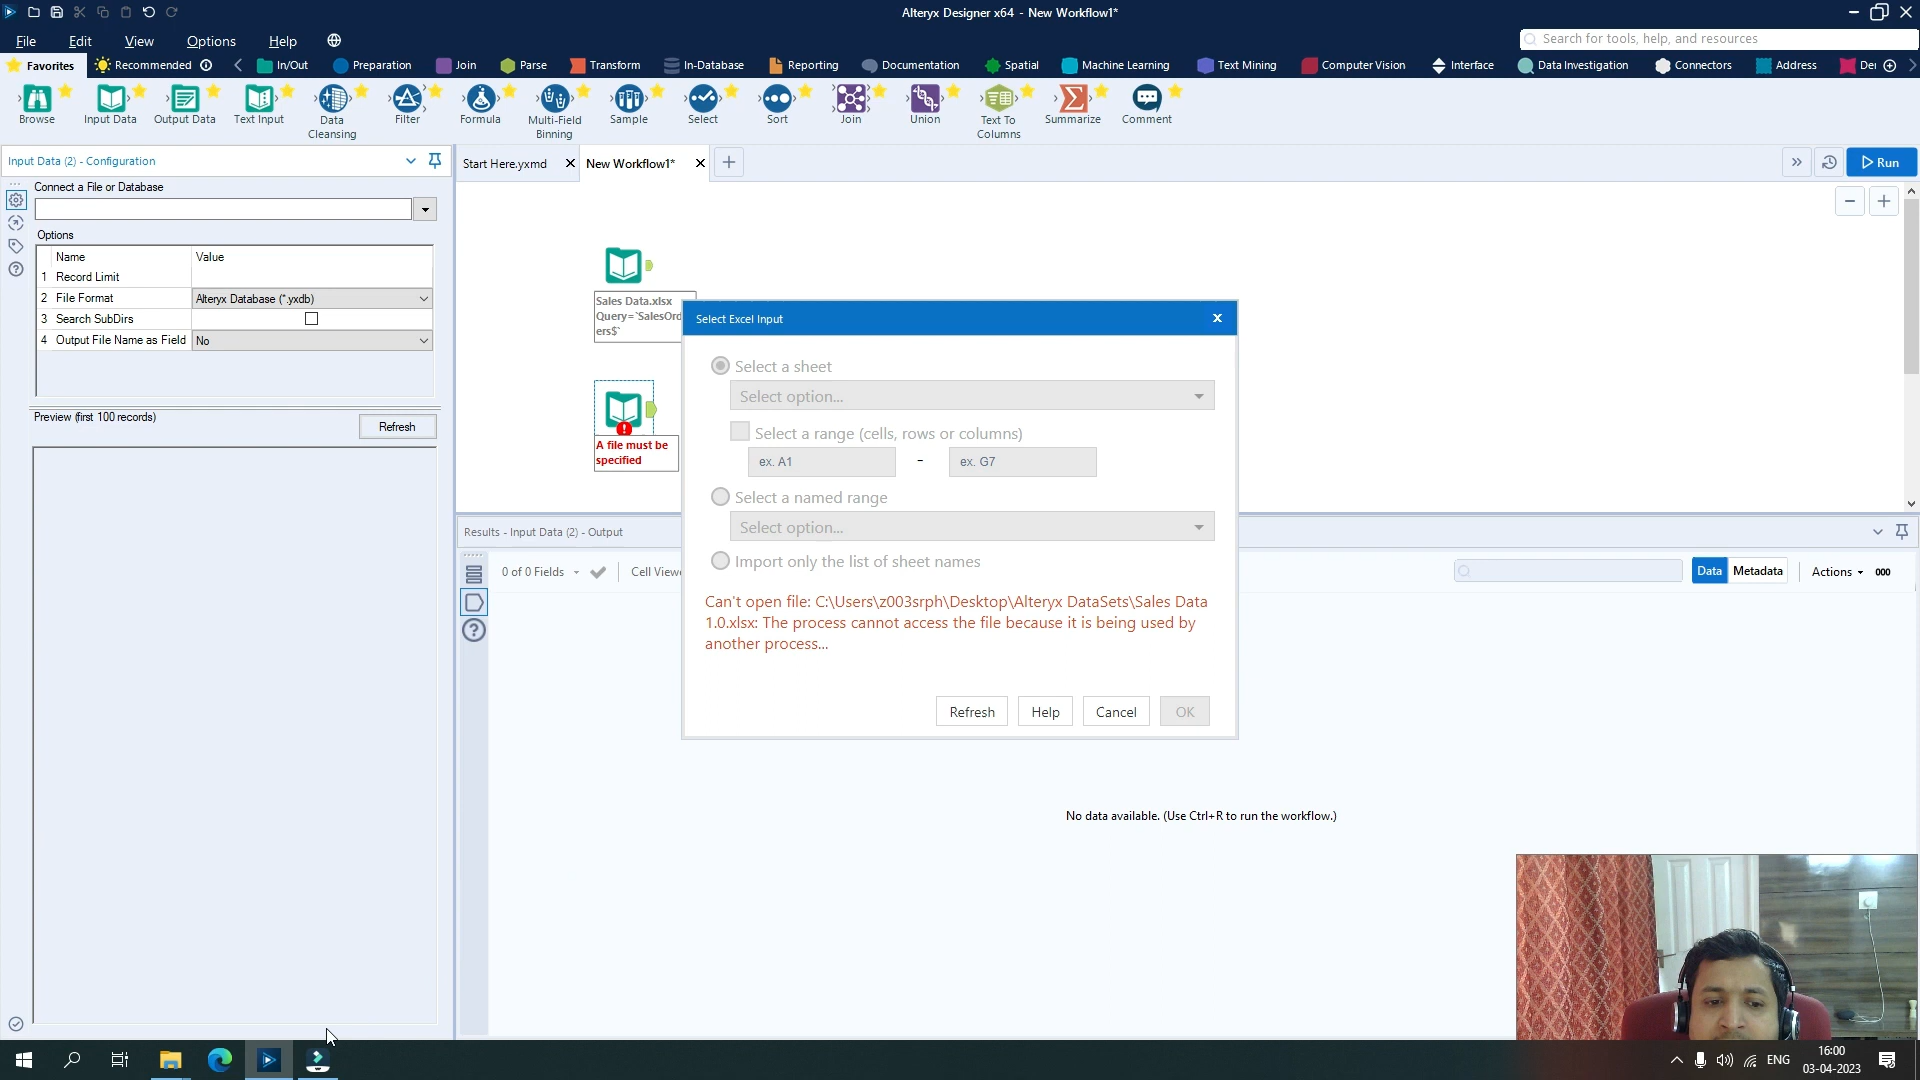 Alteryx Designer x64 - New Workflow1*
File Edit View Options Help
Search for tools, help, and resources
Favorites Recommended In/Out Preparation Join Parse Transform In-Database Reporting Documentation Spatial Machine Learning Text Mining Computer Vision Interface Data Investigation Connectors Address
Browse Input Data Output Data Text Input Data Cleansing Filter Formula Multi-Field Binning Sample Select Sort Join Union Text To Columns Summarize Comment
Input Data (2) - Configuration
Start Here.yxmd New Workflow1* Run
Connect a File or Database
Options
Name Value
1 Record Limit
2 File Format Alteryx Database (*.yxdb)
3 Search SubDirs
4 Output File Name as Field No
Preview (first 100 records) Refresh
Sales Data.xlsx
Query=`SalesOrd
ers$`
A file must be
specified
Select Excel Input
Select a sheet
Select option...
Select a range (cells, rows or columns)
ex. A1 - ex. G7
Select a named range
Select option...
Import only the list of sheet names
Can't open file: C:\Users\z003srph\Desktop\Alteryx DataSets\Sales Data
1.0.xlsx: The process cannot access the file because it is being used by
another process...
Refresh Help Cancel OK
Results - Input Data (2) - Output
0 of 0 Fields Cell Viewe Data Metadata Actions 000
No data available. (Use Ctrl+R to run the workflow.)
ENG
16:00
03-04-2023